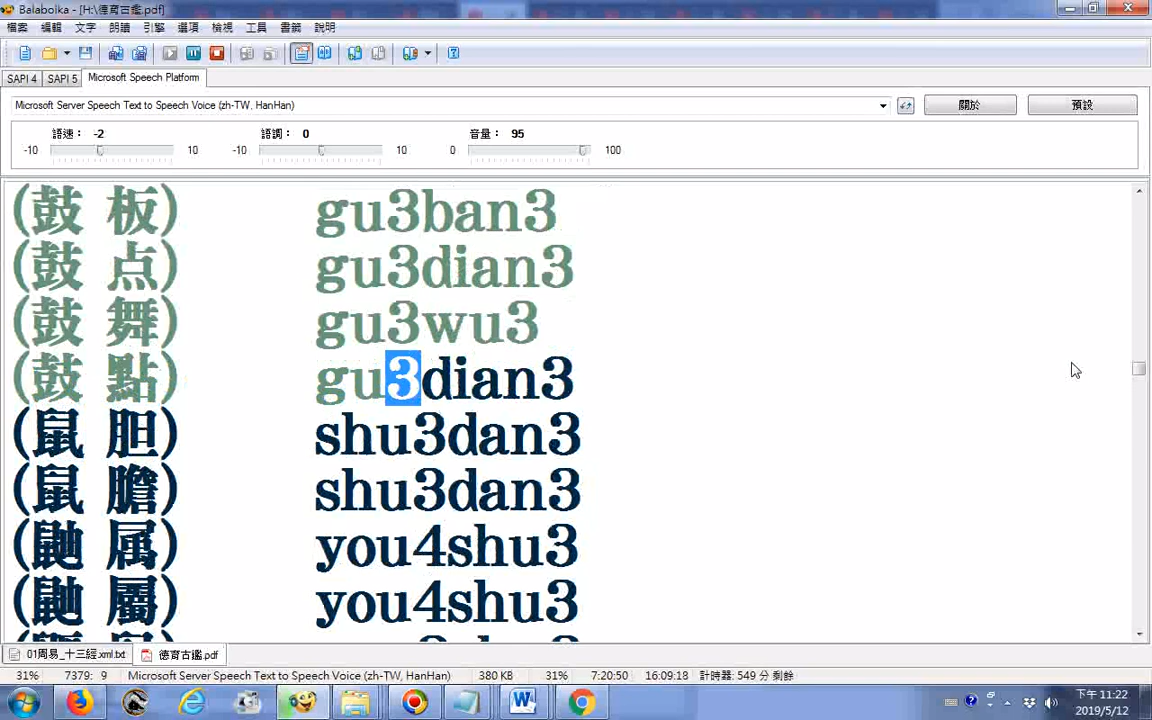 Balabolka - [H:\德育古鑑.pdf]
檔案 編輯 文字 朗讀 引擎 選項 檢視 工具 書籤 說明
SAPI 4 SAPI 5 Microsoft Speech Platform
Microsoft Server Speech Text to Speech Voice (zh-TW, HanHan) 關於 預設
語速： -2 語調： 0 音量： 95
-10 10 -10 10 0 100
(鼓 板) gu3ban3
(鼓 点) gu3dian3
(鼓 舞) gu3wu3
(鼓 點) gu3dian3
(鼠 胆) shu3dan3
(鼠 膽) shu3dan3
(鼬 属) you4shu3
(鼬 屬) you4shu3
01周易_十三經.xml.txt 德育古鑑.pdf
31% 7379: 9 Microsoft Server Speech Text to Speech Voice (zh-TW, HanHan) 380 KB 31% 7:20:50 16:09:18 計時器: 549 分 剩餘
下午 11:22
2019/5/12